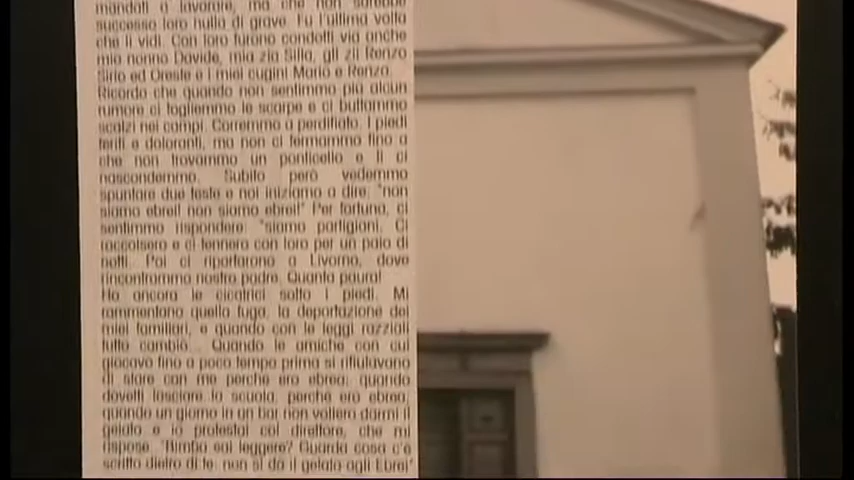 mandati a lavorare, ma che non sarebbe
successo loro nulla di grave. Fu l'ultima volta
che li vidi. Con loro furono condotti via anche
mio nonno Davide, mia zia Silla, gli zii Renzo
Sirio ed Oreste e i miei cugini Mario e Renzo.
Ricordo che quando non sentimmo più alcun
rumore ci togliemmo le scarpe e ci buttammo
scalzi nei campi. Corremmo a perdifiato. I piedi
feriti e doloranti, ma non ci fermammo fino a
che non trovammo un ponticello e lì ci
nascondemmo. Subito però vedemmo
spuntare due teste e noi iniziamo a dire: "non
siamo ebrei! non siamo ebrei!" Per fortuna, ci
sentimmo rispondere "siamo partigiani. Ci
raccolsero e ci tennero con loro per un paio di
notti. Poi ci riportarono a Livorno, dove
rincontrammo nostro padre. Quanta paura!
Ho ancora le cicatrici sotto i piedi. Mi
rammentano quella fuga, la deportazione dei
miei familiari, e quando con le leggi razziali
tutto cambiò. Quando le amiche con cui
giocavo fino a poco tempo prima si rifiutavano
di stare con me perché ero ebrea; quando
dovetti lasciare la scuola, perché ero ebrea;
quando un giorno in un bar non vollero darmi il
gelato e io protestai col direttore, che mi
rispose "Bimba sai leggere? Guarda cosa c'è
scritto dietro di te: non si dà il gelato agli Ebrei"